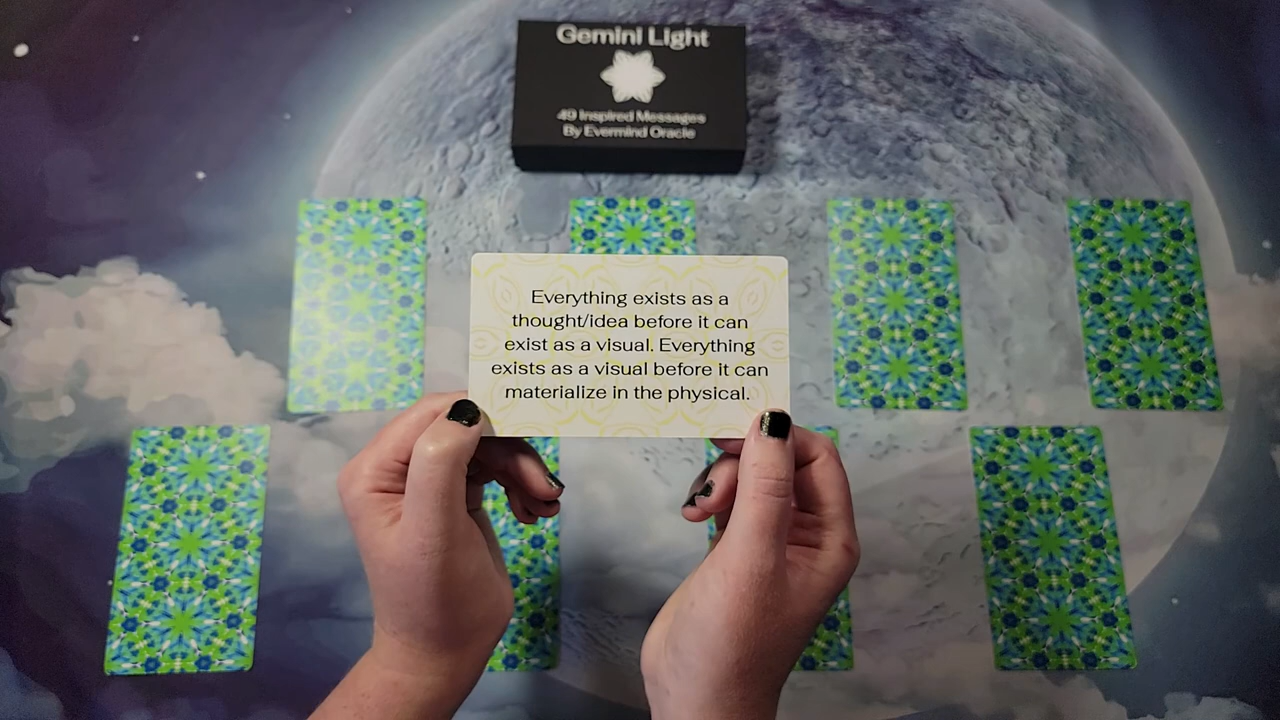 Gemini Light
49 Inspired Messages
By Evermind Oracle
Everything exists as a
thought/idea before it can
exist as a visual. Everything
exists as a visual before it can
materialize in the physical.